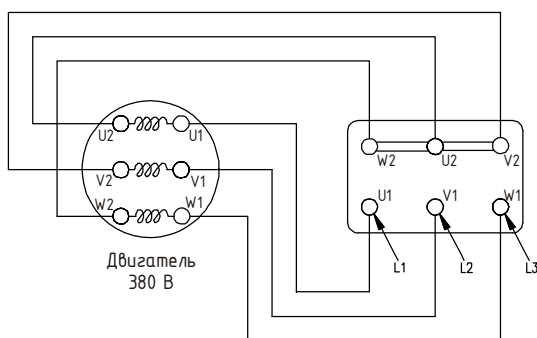 U2 U1
V2 V1
W2 W1
Двигатель
380 В
W2 U2 V2
U1 V1 W1
L1 L2 L3